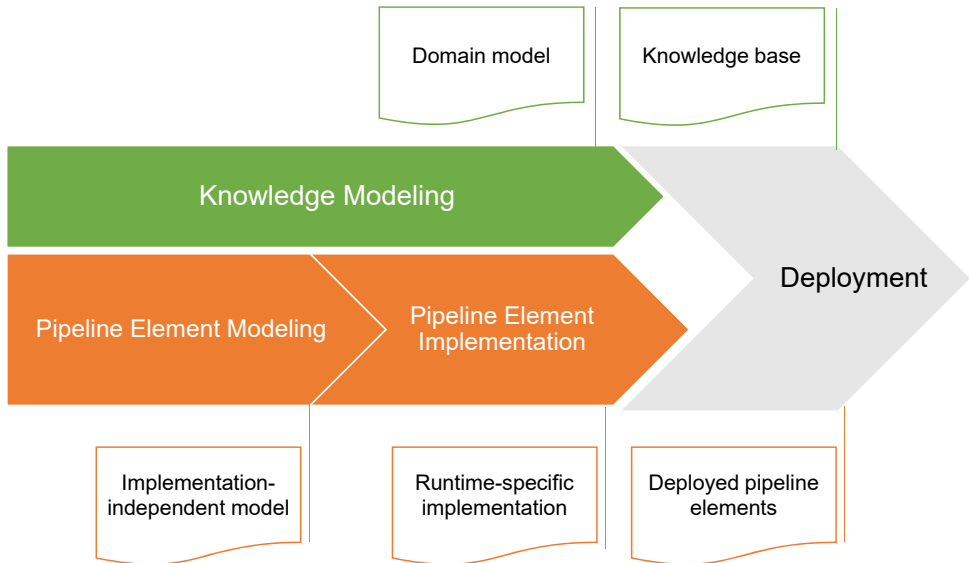 Domain model
Knowledge base
Knowledge Modeling
Deployment
Pipeline Element Modeling
Pipeline Element
Implementation
Implementation-
independent model
Runtime-specific
implementation
Deployed pipeline
elements